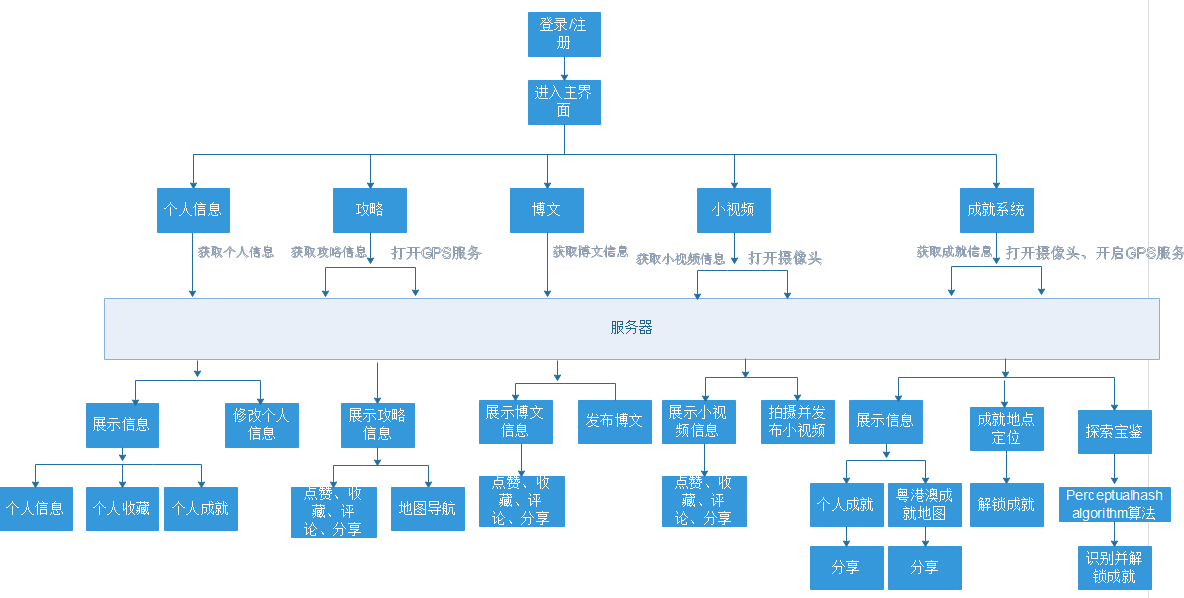 登录/注
册
进入主界
面
个人信息
攻略
博文
小视频
成就系统
获取个人信息
获取攻略信息
打开GPS服务
获取博文信息
获取小视频信息
打开摄像头
获取成就信息
打开摄像头、开启GPS服务
服务器
展示信息
修改个人
信息
展示攻略
信息
展示博文
信息
发布博文
展示小视
频信息
拍摄并发
布小视频
展示信息
成就地点
定位
探索宝鉴
个人信息
个人收藏
个人成就
点赞、收
藏、评
论、分享
地图导航
点赞、收
藏、评
论、分享
点赞、收
藏、评
论、分享
个人成就
粤港澳成
就地图
解锁成就
Perceptualhash
algorithm算法
分享
分享
识别并解
锁成就